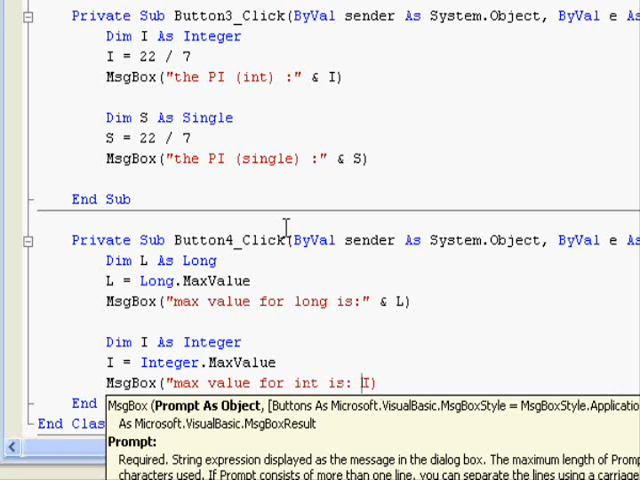 Private Sub Button3_Click(ByVal sender As System.Object, ByVal e As
Dim I As Integer
I = 22 / 7
MsgBox("the PI (int) :" & I)
Dim S As Single
S = 22 / 7
MsgBox("the PI (single) :" & S)
End Sub
Private Sub Button4_Click(ByVal sender As System.Object, ByVal e As
Dim L As Long
L = Long.MaxValue
MsgBox("max value for long is:" & L)
Dim I As Integer
I = Integer.MaxValue
MsgBox("max value for int is: I)
End
End Clas
MsgBox (Prompt As Object, [Buttons As Microsoft.VisualBasic.MsgBoxStyle = MsgBoxStyle.Applicatio
As Microsoft.VisualBasic.MsgBoxResult
Prompt:
Required. String expression displayed as the message in the dialog box. The maximum length of Promp
characters used. If Prompt consists of more than one line, you can separate the lines using a carriage